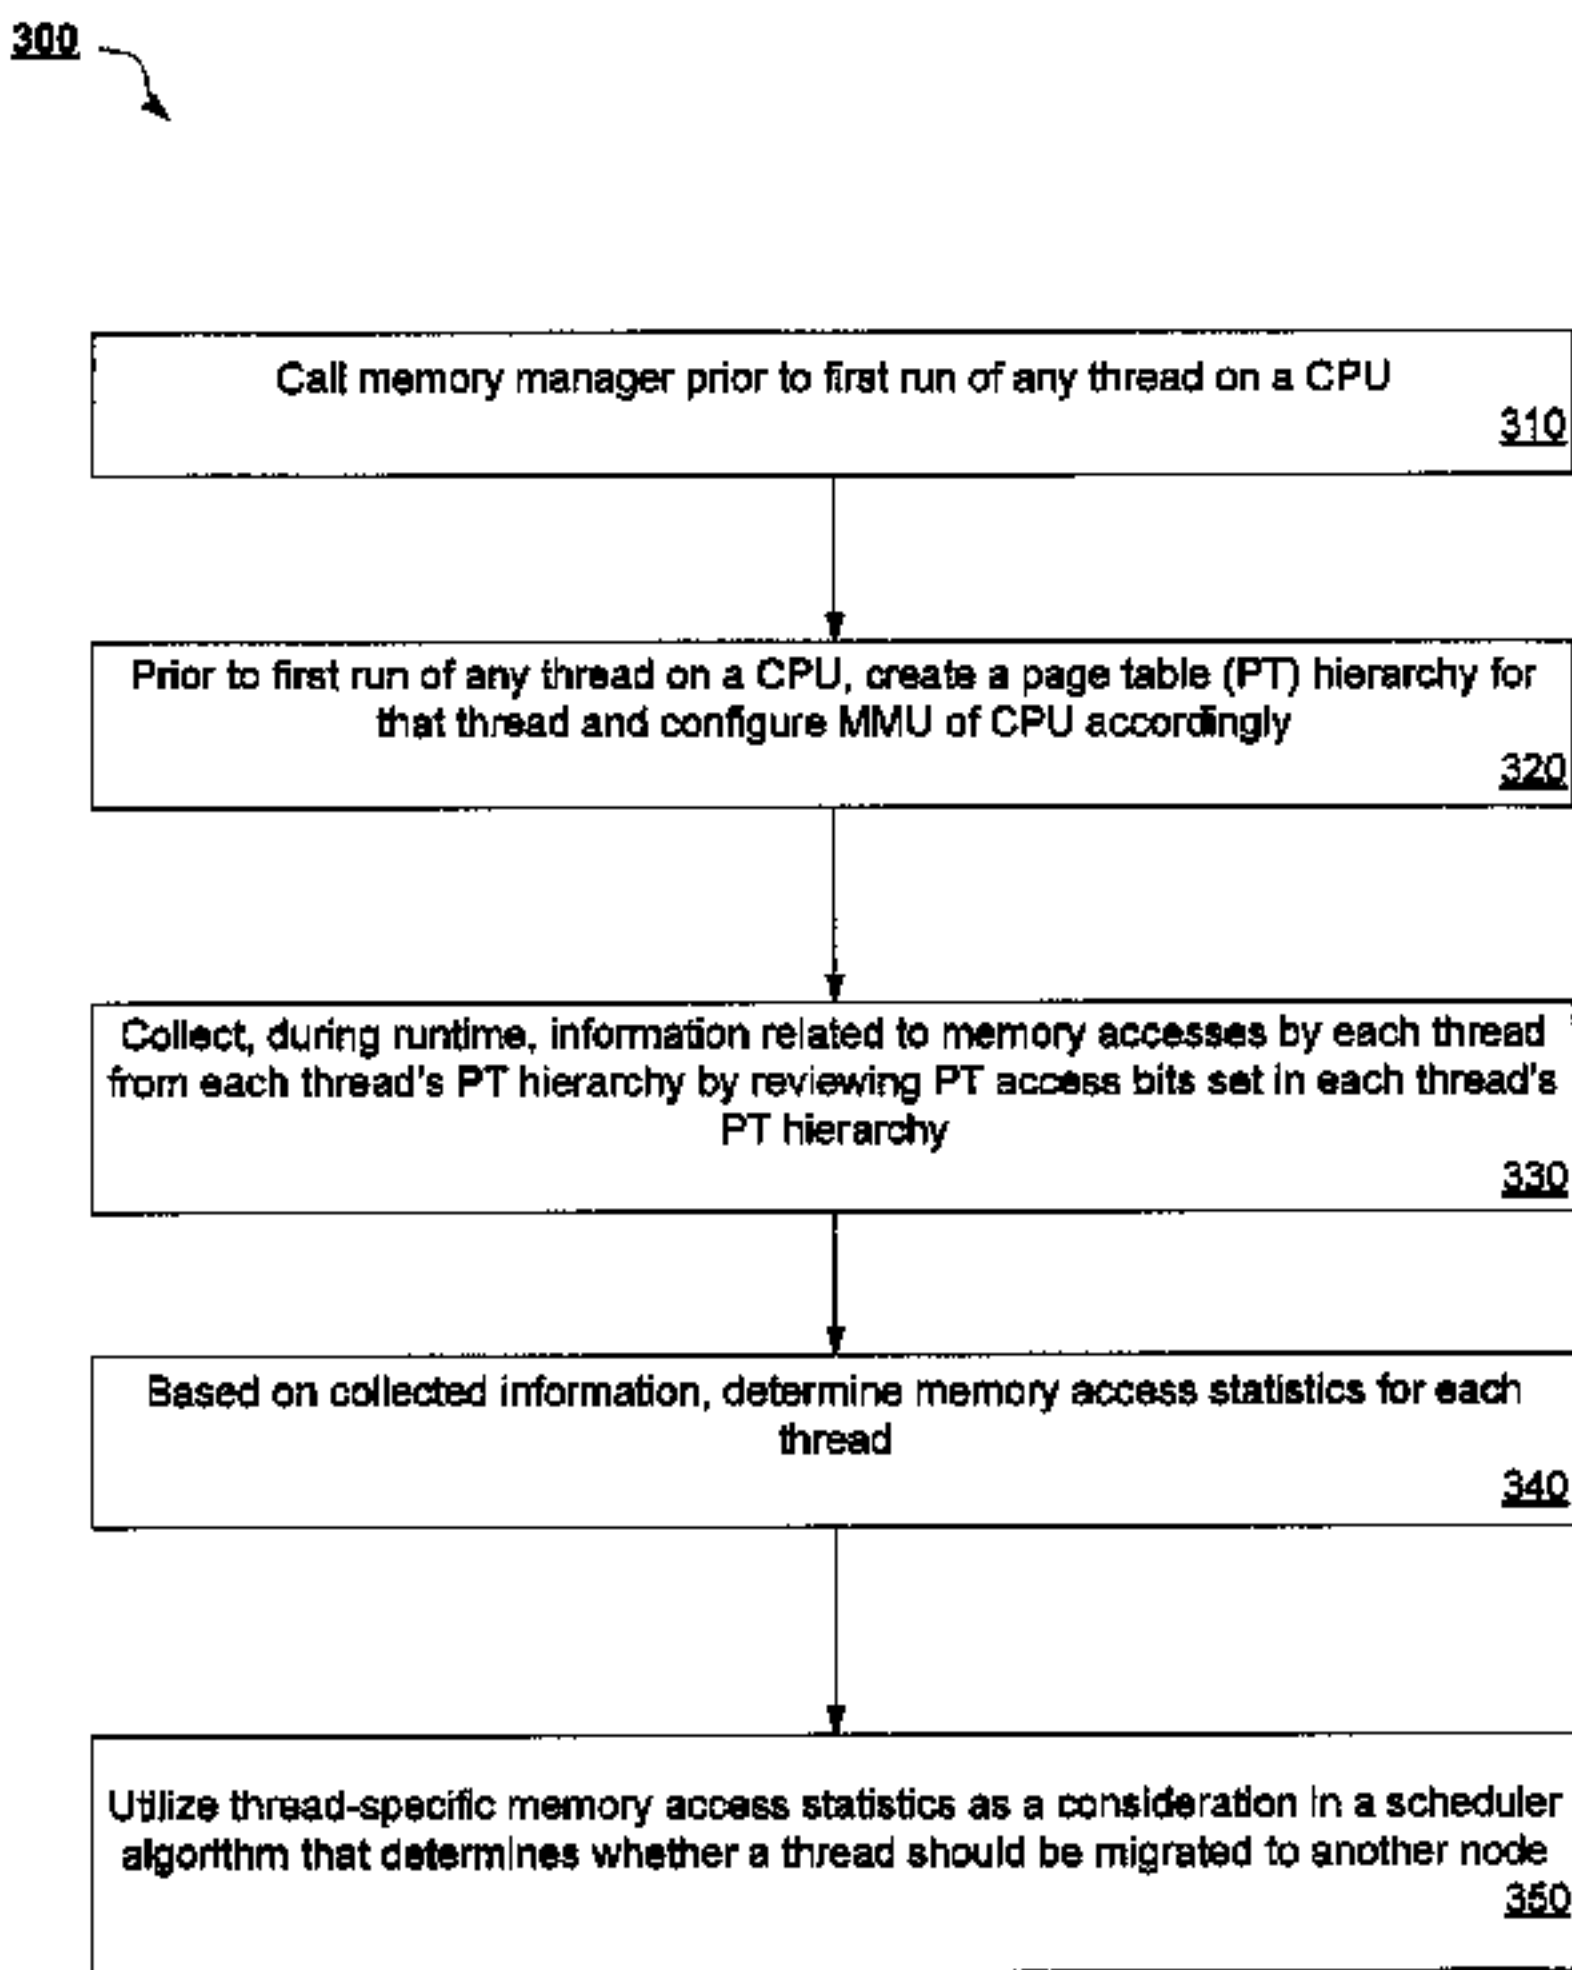 300
Call memory manager prior to first run of any thread on a CPU
310
Prior to first run of any thread on a CPU, create a page table (PT) hierarchy for
that thread and configure MMU of CPU accordingly
320
Collect, during runtime, information related to memory accesses by each thread
from each thread's PT hierarchy by reviewing PT access bits set in each thread's
PT hierarchy
330
Based on collected information, determine memory access statistics for each
thread
340
Utilize thread-specific memory access statistics as a consideration in a scheduler
algorithm that determines whether a thread should be migrated to another node
350